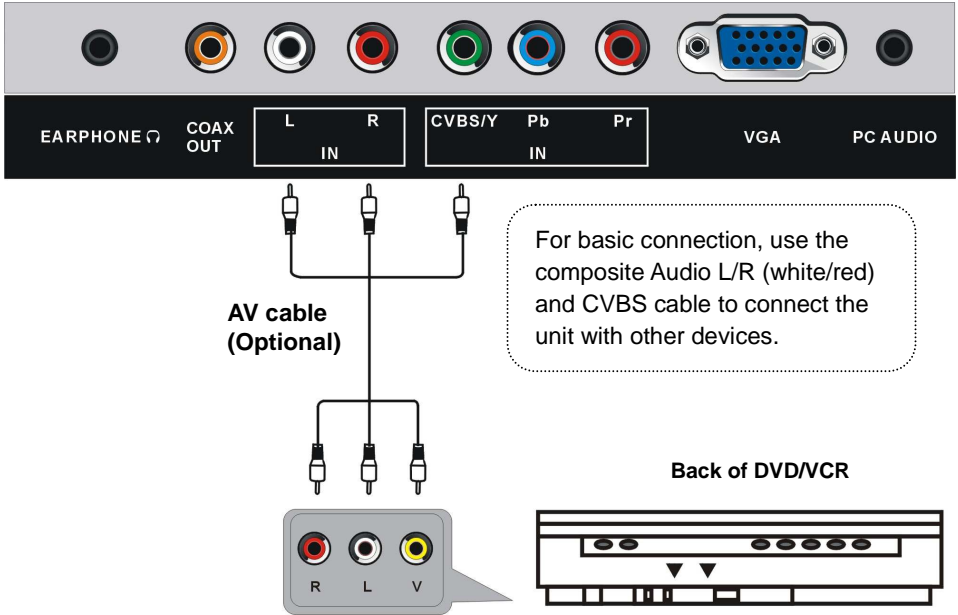 EARPHONE
COAX
OUT
L R
IN
CVBS/Y Pb Pr
IN
VGA
PC AUDIO
For basic connection, use the
composite Audio L/R (white/red)
and CVBS cable to connect the
unit with other devices.
AV cable
(Optional)
Back of DVD/VCR
R L V